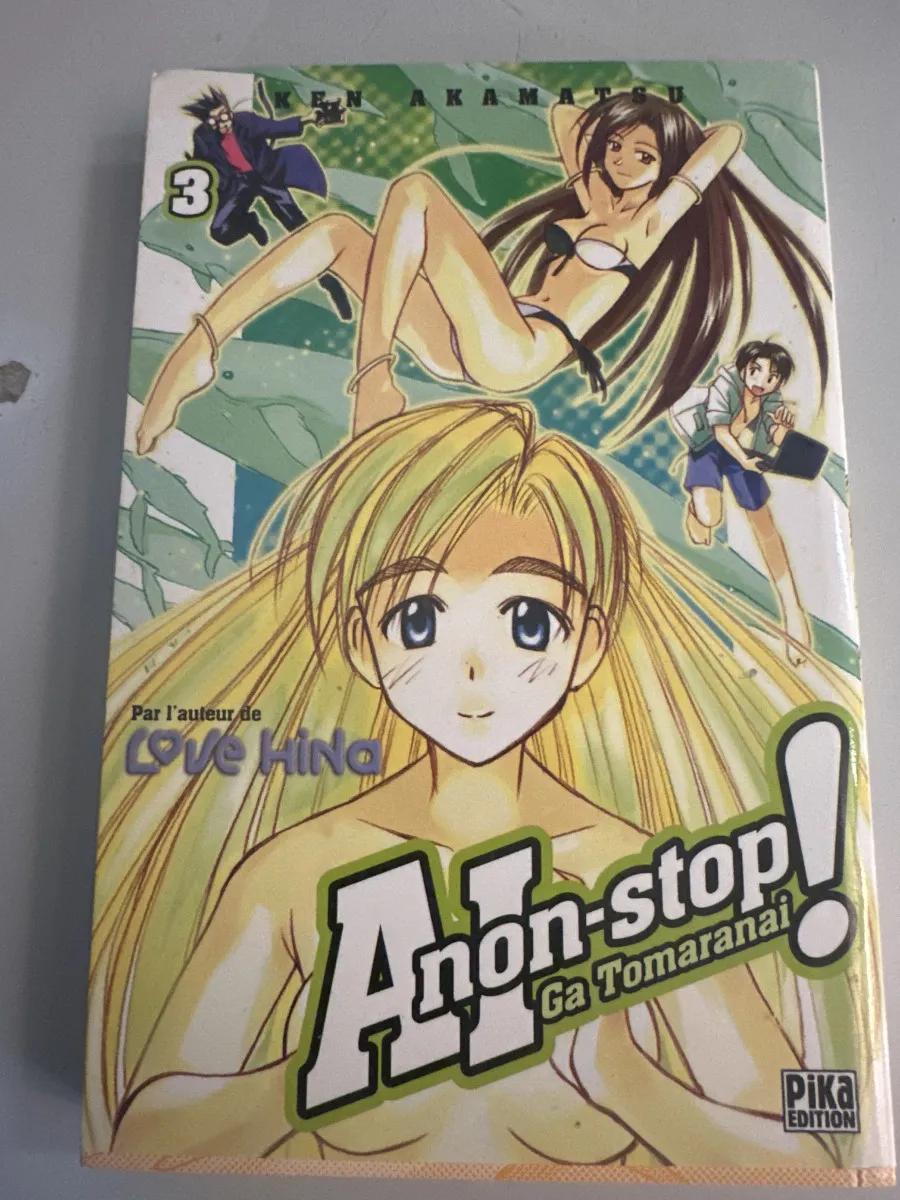 KEN AKAMATSU
3
Par l'auteur de
Love Hina
AI non-stop!
Ga Tomaranai
Pika
EDITION